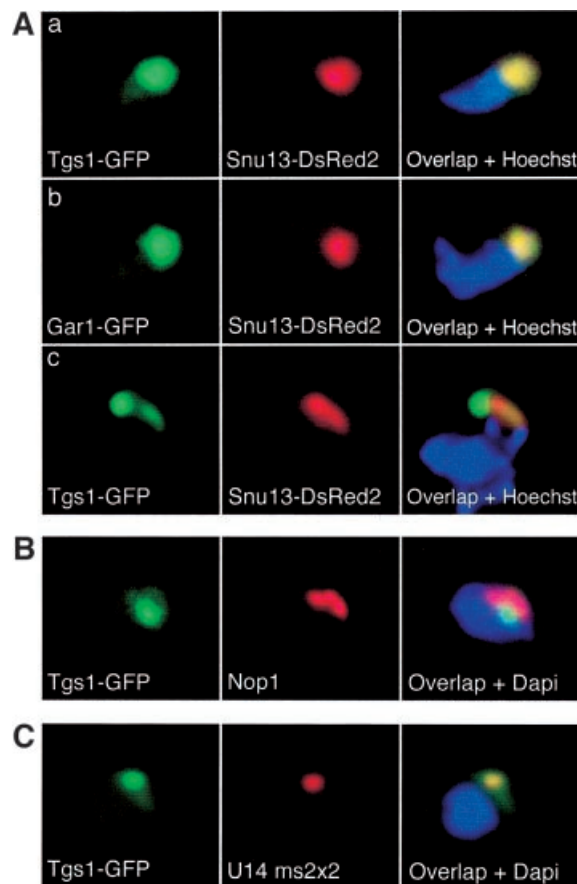 A
a
Tgs1-GFP
Snu13-DsRed2
Overlap + Hoechst
b
Gar1-GFP
Snu13-DsRed2
Overlap + Hoechst
c
Tgs1-GFP
Snu13-DsRed2
Overlap + Hoechst
B
Tgs1-GFP
Nop1
Overlap + Dapi
C
Tgs1-GFP
U14 ms2x2
Overlap + Dapi